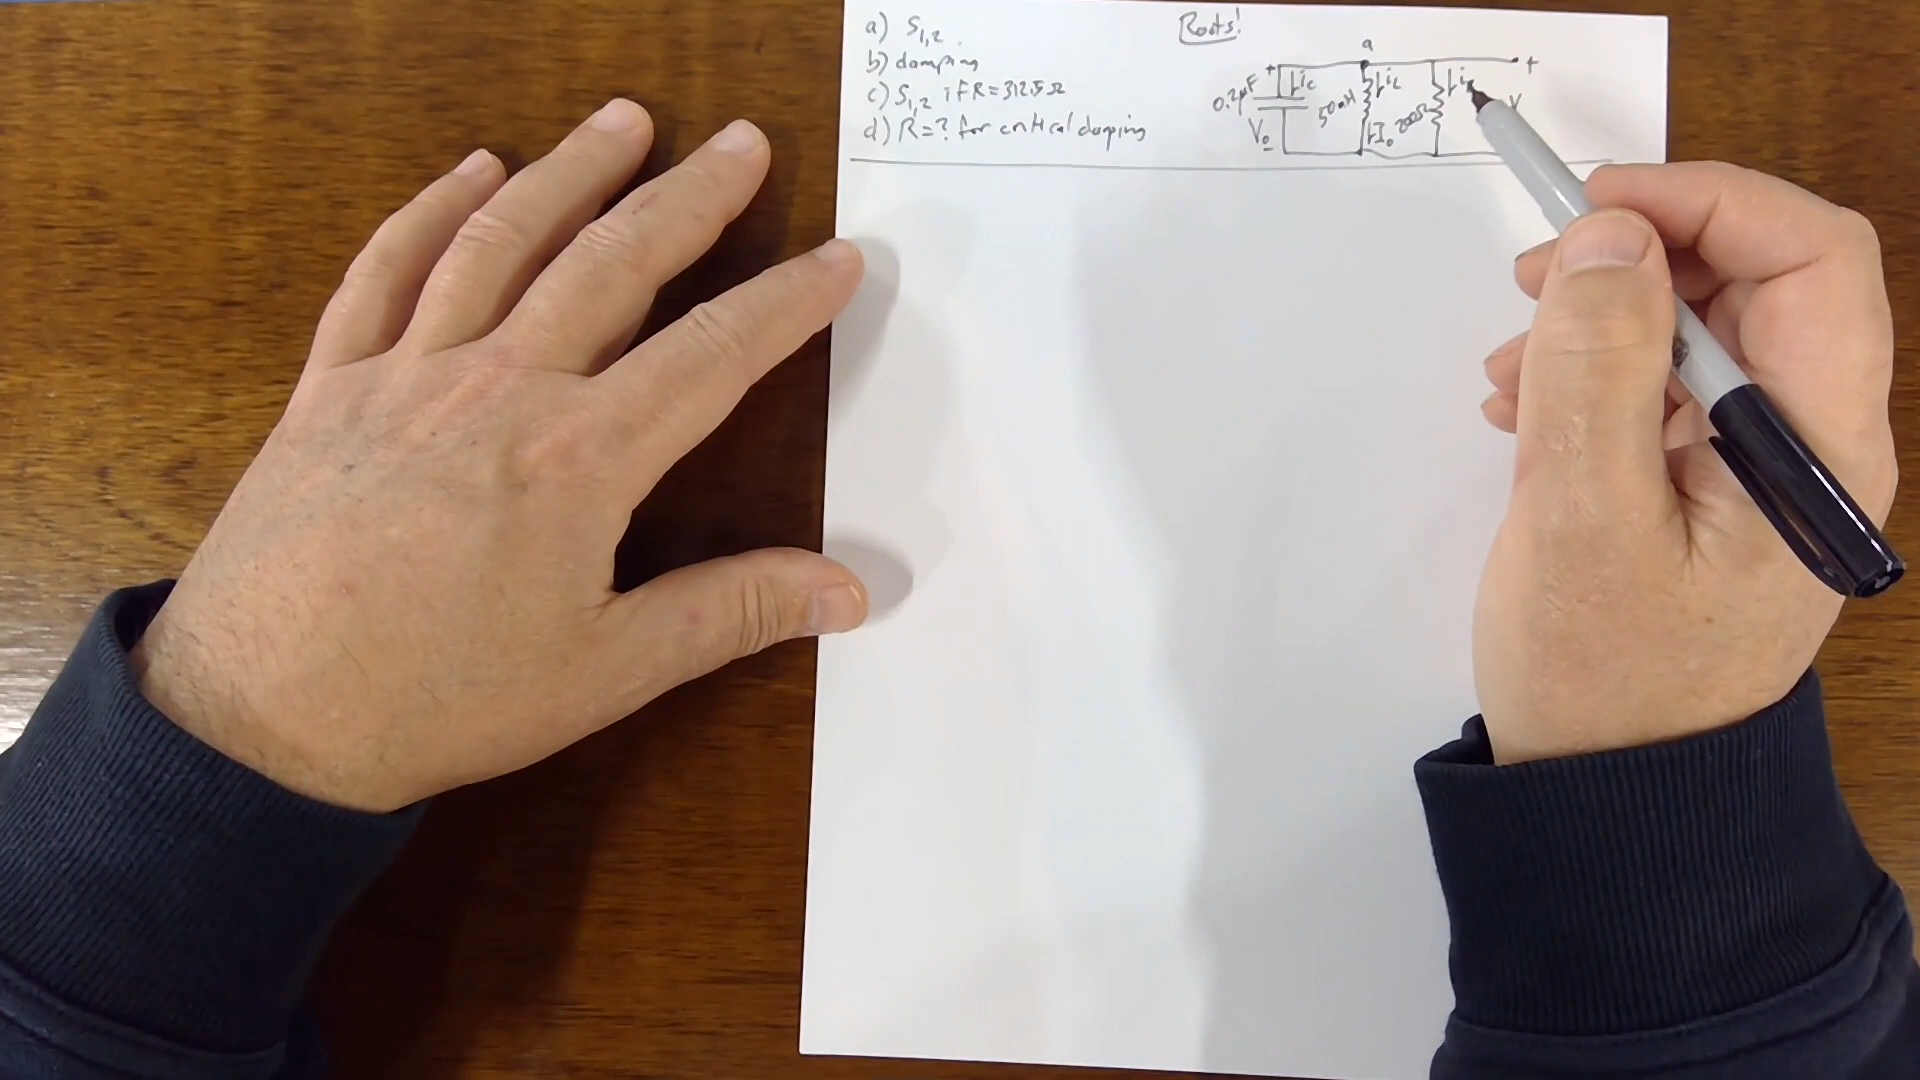 Roots!
a) S1,2
b) damping
c) S1,2 if R=312.5Ω
d) R=? for critical damping
a
+ ic iL iR +
0.2μF 50mH 200Ω V
V₀ I₀